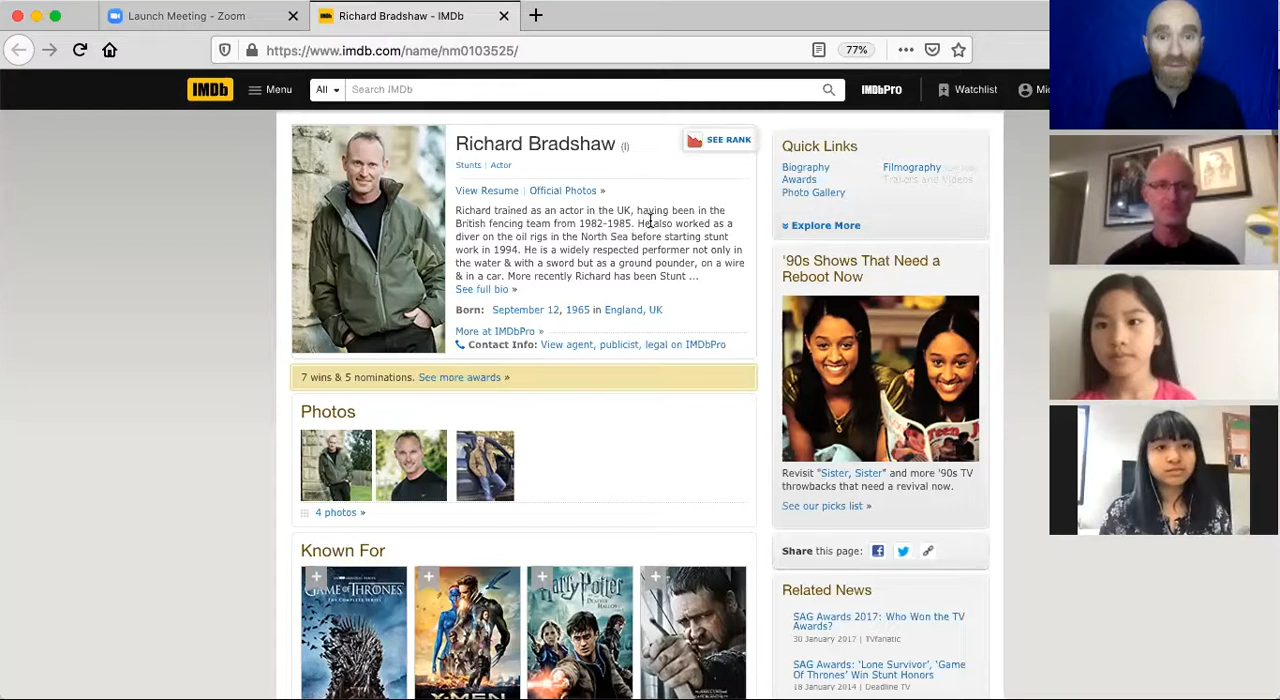 Launch Meeting - Zoom
Richard Bradshaw - IMDb
https://www.imdb.com/name/nm0103525/
77%
IMDb
Menu
All
Search IMDb
IMDbPro
Watchlist
Richard Bradshaw (I)
SEE RANK
Stunts | Actor
View Resume | Official Photos »
Richard trained as an actor in the UK, having been in the
British fencing team from 1982-1985. He also worked as a
diver on the oil rigs in the North Sea before starting stunt
work in 1994. He is a widely respected performer not only in
the water & with a sword but as a ground pounder, on a wire
& in a car. More recently Richard has been Stunt ...
See full bio »
Born: September 12, 1965 in England, UK
More at IMDbPro »
Contact Info: View agent, publicist, legal on IMDbPro
7 wins & 5 nominations. See more awards »
Photos
4 photos »
Known For
GAME OF THRONES
THE COMPLETE SERIES
X-MEN
Harry Potter
Quick Links
Biography
Filmography
Awards
Trailers and Videos
Photo Gallery
Explore More
'90s Shows That Need a
Reboot Now
Teen
Revisit "Sister, Sister" and more '90s TV
throwbacks that need a revival now.
See our picks list »
Share this page:
Related News
SAG Awards 2017: Who Won the TV
Awards?
30 January 2017 | TVfanatic
SAG Awards: 'Lone Survivor', 'Game
Of Thrones' Win Stunt Honors
18 January 2014 | Deadline TV